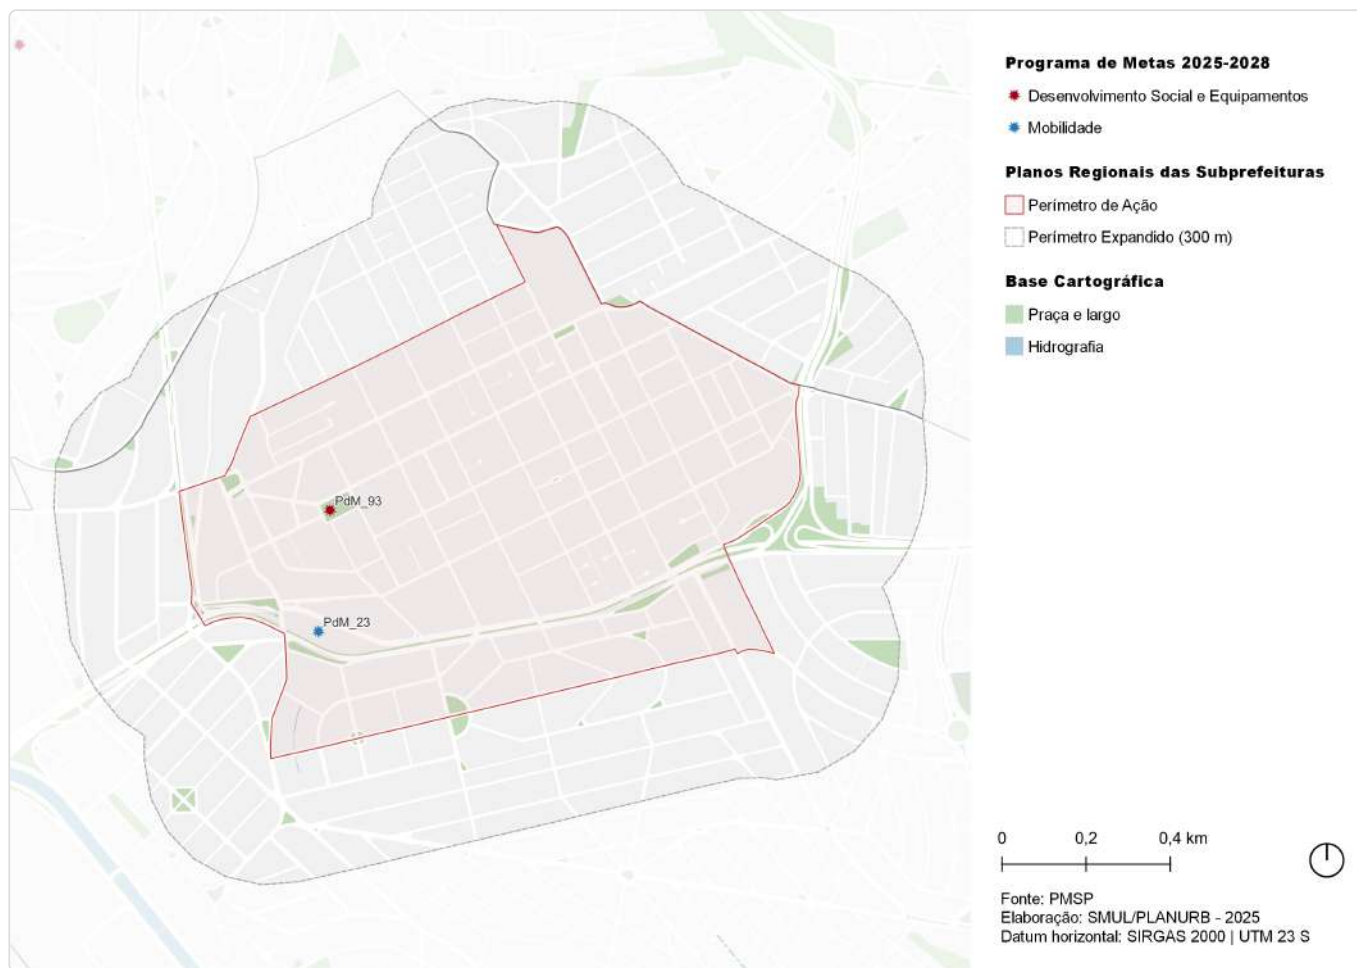 Programa de Metas 2025-2028
Desenvolvimento Social e Equipamentos
Mobilidade
Planos Regionais das Subprefeituras
Perímetro de Ação
Perímetro Expandido (300 m)
Base Cartográfica
Praça e largo
Hidrografia
PdM_93
PdM_23
0 0,2 0,4 km
Fonte: PMSP
Elaboração: SMUL/PLANURB - 2025
Datum horizontal: SIRGAS 2000 | UTM 23 S